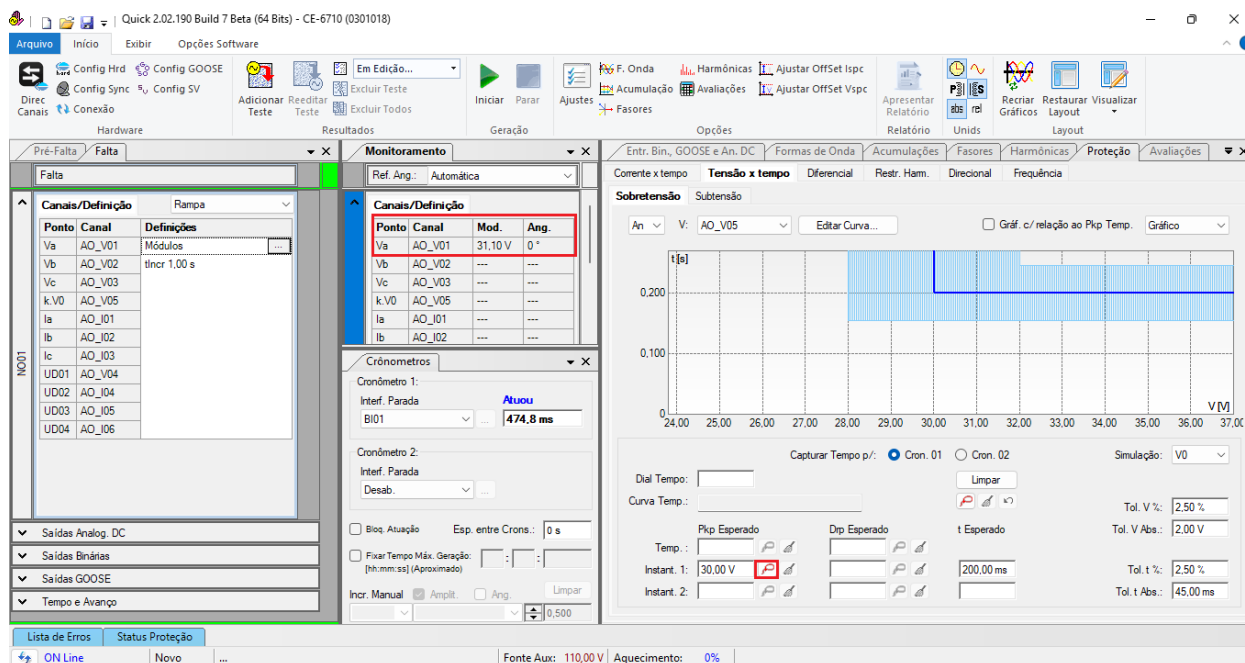 Quick 2.02.190 Build 7 Beta (64 Bits) - CE-6710 (0301018)
Arquivo Início Exibir Opções Software
Direc Canais
Config Hrd Config GOOSE
Config Sync Config SV
Conexão
Hardware
Adicionar Teste
Reeditar Teste
Em Edição...
Excluir Teste
Excluir Todos
Resultados
Iniciar Parar
Geração
Ajustes
F. Onda Harmônicas Ajustar OffSet Ispc
Acumulação Avaliações Ajustar OffSet Vspc
Fasores
Opções
Apresentar Relatório
Relatório
abs rel
Unids
Recriar Gráficos
Restaurar Layout
Visualizar
Layout
Pré-Falta Falta
Falta
NO01
Canais/Definição Rampa
Ponto Canal Definições
Va AO_V01 Módulos ...
Vb AO_V02 tIncr 1,00 s
Vc AO_V03
k.V0 AO_V05
Ia AO_I01
Ib AO_I02
Ic AO_I03
UD01 AO_V04
UD02 AO_I04
UD03 AO_I05
UD04 AO_I06
Saídas Analog. DC
Saídas Binárias
Saídas GOOSE
Tempo e Avanço
Monitoramento
Ref. Ang.: Automática
Canais/Definição
Ponto Canal Mod. Ang.
Va AO_V01 31,10 V 0 °
Vb AO_V02 --- ---
Vc AO_V03 --- ---
k.V0 AO_V05 --- ---
Ia AO_I01 --- ---
Ib AO_I02 --- ---
Crônometros
Cronômetro 1:
Interf. Parada Atuou
BI01 ... 474,8 ms
Cronômetro 2:
Interf. Parada
Desab. ...
Bloq. Atuação Esp. entre Crons.: 0 s
Fixar Tempo Máx. Geração: : :
[hh:mm:ss] (Aproximado)
Limpar
Incr. Manual Amplit. Ang.
0,500
Entr. Bin., GOOSE e An. DC Formas de Onda Acumulações Fasores Harmônicas Proteção Avaliações
Corrente x tempo Tensão x tempo Diferencial Restr. Harm. Direcional Frequência
Sobretensão Subtensão
An V: AO_V05 Editar Curva... Gráf. c/ relação ao Pkp Temp. Gráfico
t [s]
0,200
0,100
0
V [V]
24,00 25,00 26,00 27,00 28,00 29,00 30,00 31,00 32,00 33,00 34,00 35,00 36,00 37,00
Capturar Tempo p/: Cron. 01 Cron. 02 Simulação: V0
Dial Tempo: Limpar
Curva Temp.: Tol. V %: 2,50 %
Pkp Esperado Drp Esperado t Esperado Tol. V Abs.: 2,00 V
Temp. :
Instant. 1: 30,00 V 200,00 ms Tol. t %: 2,50 %
Instant. 2: Tol. t Abs.: 45,00 ms
Lista de Erros Status Proteção
ON Line Novo ... Fonte Aux: 110,00 V Aquecimento: 0%